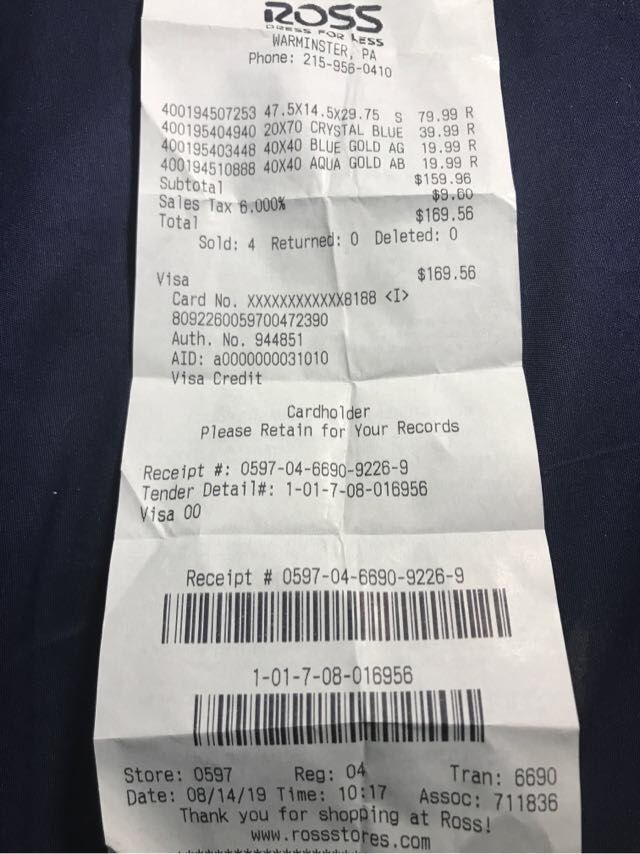 ROSS
DRESS FOR LESS
WARMINSTER, PA
Phone: 215-956-0410
400194507253 47.5X14.5X29.75 S 79.99 R
400195404940 20X70 CRYSTAL BLUE 39.99 R
400195403448 40X40 BLUE GOLD AG 19.99 R
400194510888 40X40 AQUA GOLD AB 19.99 R
Subtotal $159.96
Sales Tax 6.000% $9.60
Total $169.56
Sold: 4 Returned: 0 Deleted: 0
Visa $169.56
Card No. XXXXXXXXXXXX8188 <I>
8092260059700472390
Auth. No. 944851
AID: a0000000031010
Visa Credit
Cardholder
Please Retain for Your Records
Receipt #: 0597-04-6690-9226-9
Tender Detail#: 1-01-7-08-016956
Visa 00
Receipt # 0597-04-6690-9226-9
1-01-7-08-016956
Store: 0597 Reg: 04 Tran: 6690
Date: 08/14/19 Time: 10:17 Assoc: 711836
Thank you for shopping at Ross!
www.rossstores.com